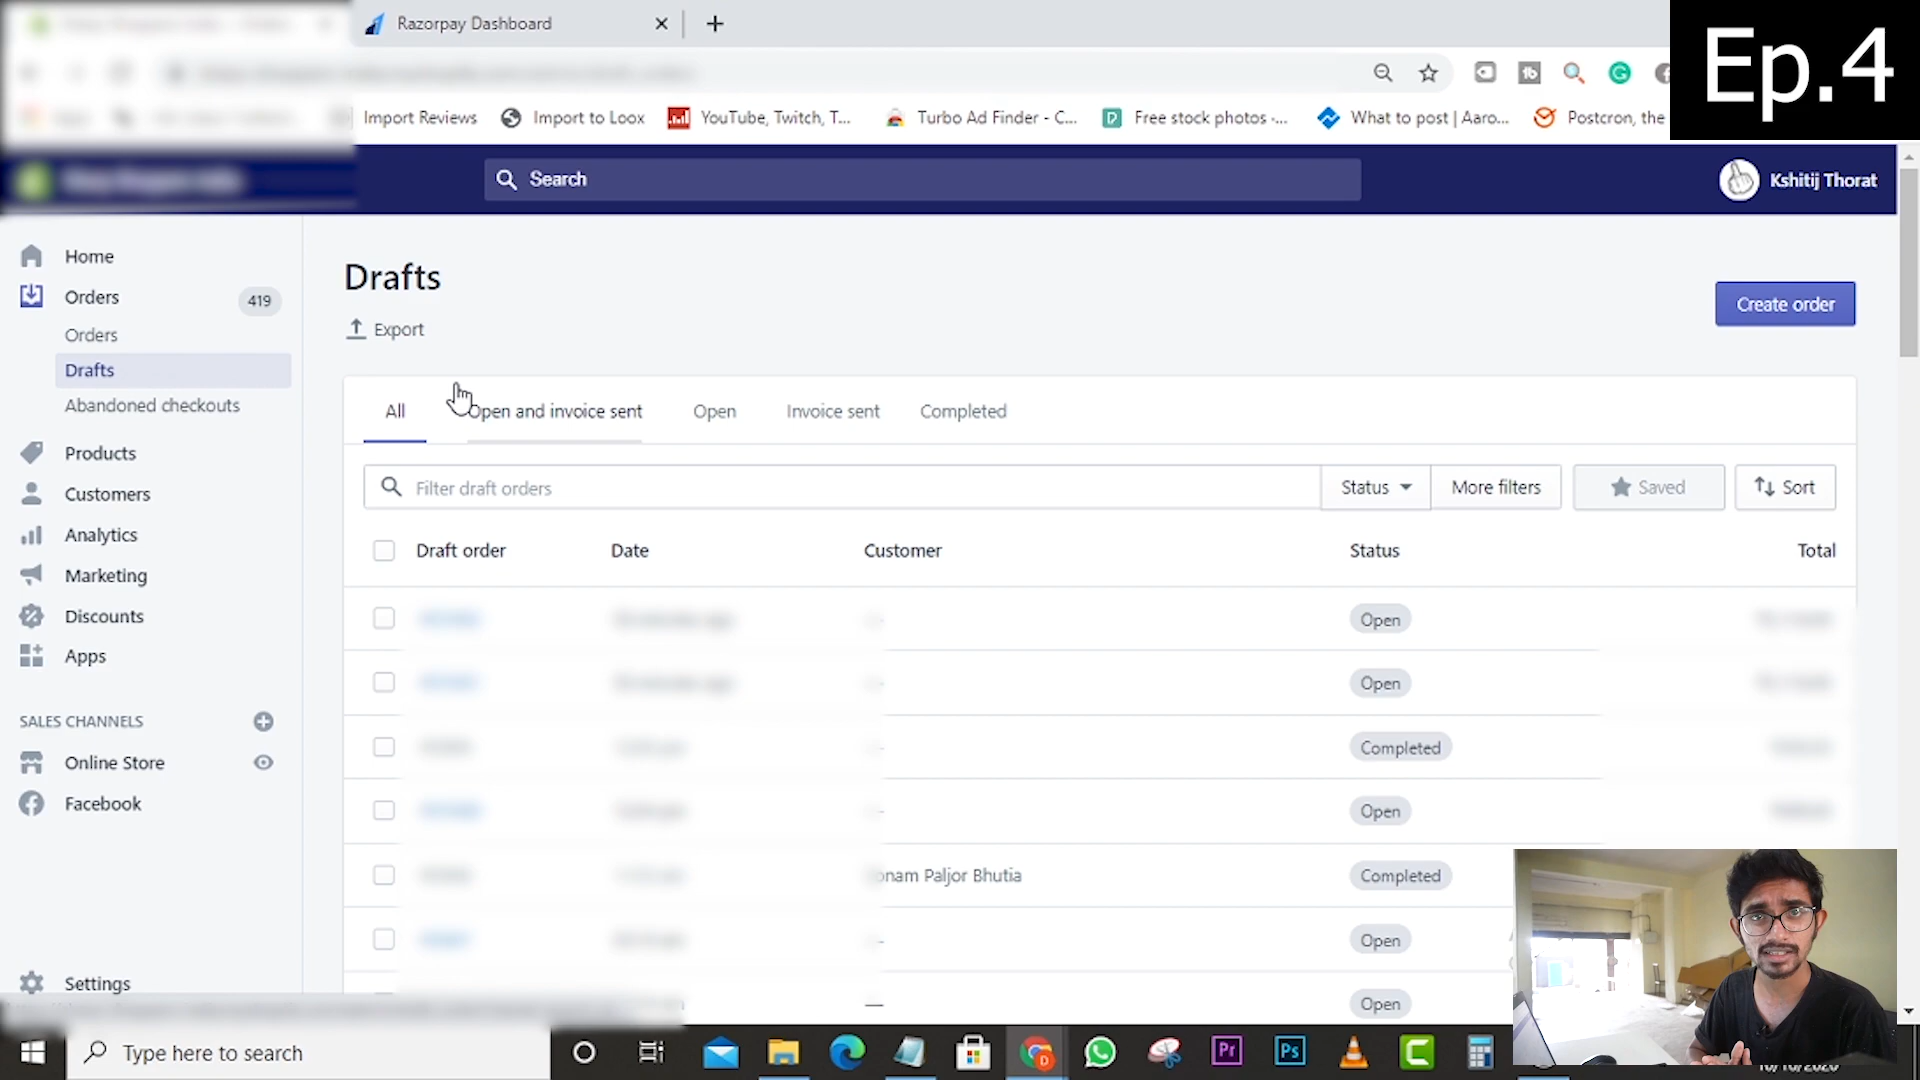 Razorpay Dashboard
Ep.4
Import Reviews
Import to Loox
YouTube, Twitch, T...
Turbo Ad Finder - C...
Free stock photos -...
What to post | Aaro...
Postcron, the
Search
Kshitij Thorat
Home
Orders
419
Orders
Drafts
Abandoned checkouts
Products
Customers
Analytics
Marketing
Discounts
Apps
SALES CHANNELS
Online Store
Facebook
Settings
Drafts
Export
Create order
All
Open and invoice sent
Open
Invoice sent
Completed
Filter draft orders
Status
More filters
Saved
Sort
Draft order Date Customer Status Total
Open
Open
Completed
Open
Paljor Bhutia Completed
Open
Open
Type here to search